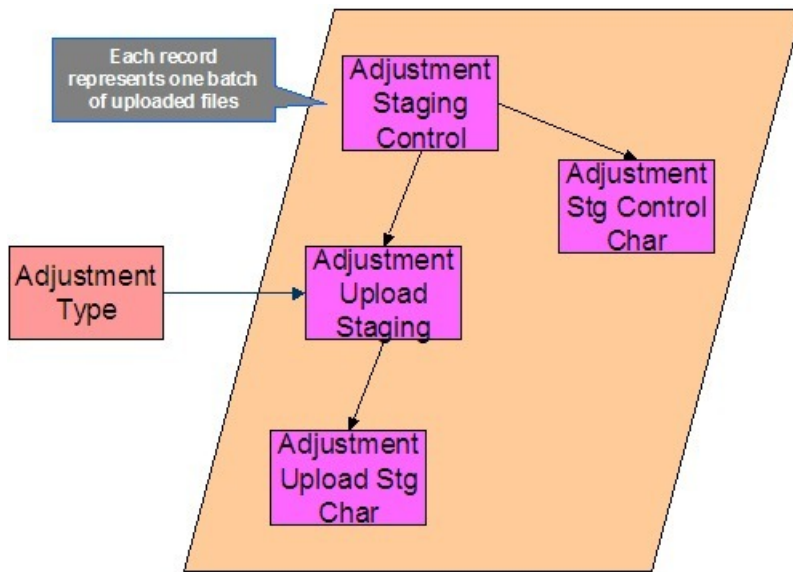 Each record
represents one batch
of uploaded files
Adjustment
Staging
Control
Adjustment
Stg Control
Char
Adjustment
Type
Adjustment
Upload
Staging
Adjustment
Upload Stg
Char